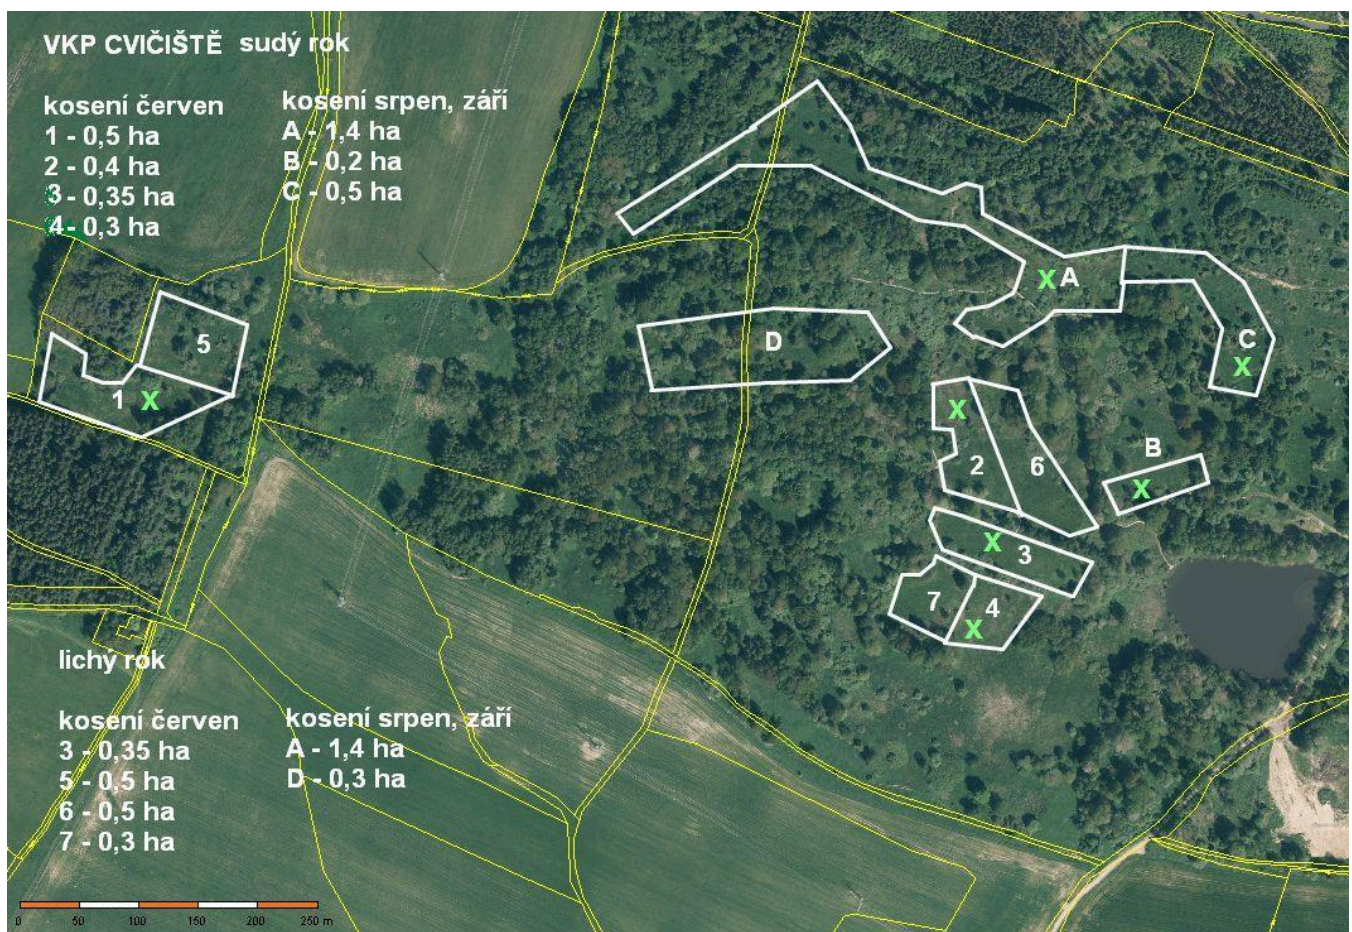 VKP CVIČIŠTĚ sudý rok
kosení červen
1 - 0,5 ha
2 - 0,4 ha
3 - 0,35 ha
4 - 0,3 ha
kosení srpen, září
A - 1,4 ha
B - 0,2 ha
C - 0,5 ha
5
1 X
D
X A
C
X
X
2
6
B
X
X
3
7
4
X
lichý rok
kosení červen
3 - 0,35 ha
5 - 0,5 ha
6 - 0,5 ha
7 - 0,3 ha
kosení srpen, září
A - 1,4 ha
D - 0,3 ha
0 50 100 150 200 250 m